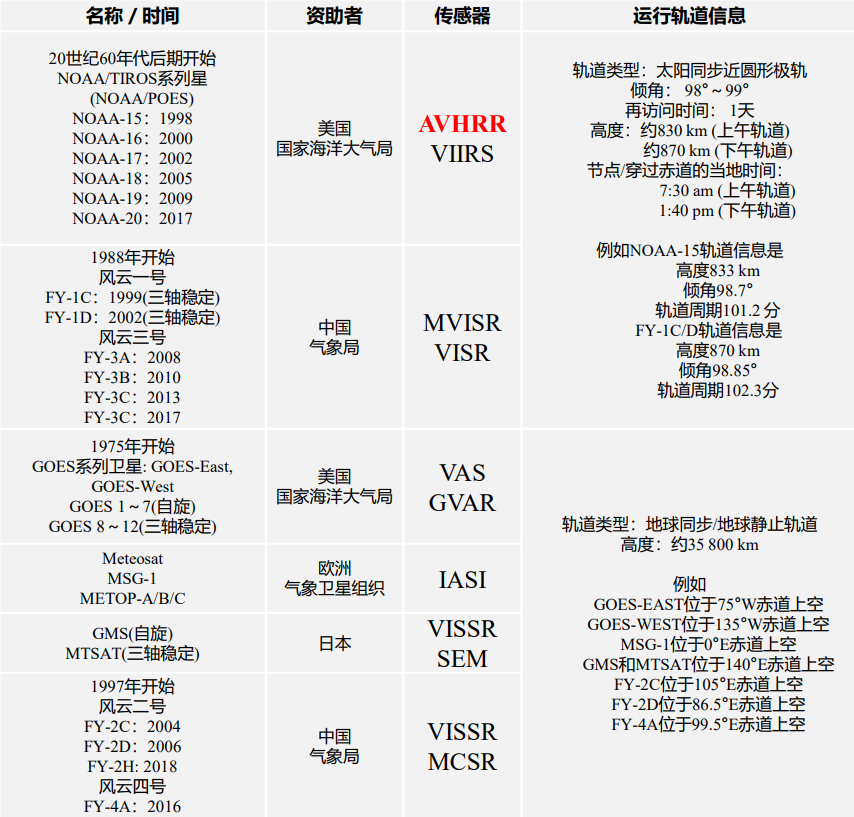 名称 / 时间
资助者
传感器
运行轨道信息
20世纪60年代后期开始
NOAA/TIROS系列星
(NOAA/POES)
NOAA-15：1998
NOAA-16：2000
NOAA-17：2002
NOAA-18：2005
NOAA-19：2009
NOAA-20：2017
美国
国家海洋大气局
AVHRR
VIIRS
轨道类型：太阳同步近圆形极轨
倾角： 98°～99°
再访问时间： 1天
高度：约830 km (上午轨道)
约870 km (下午轨道)
节点/穿过赤道的当地时间：
7:30 am (上午轨道)
1:40 pm (下午轨道)
例如NOAA-15轨道信息是
高度833 km
倾角98.7°
轨道周期101.2 分
FY-1C/D轨道信息是
高度870 km
倾角98.85°
轨道周期102.3分
1988年开始
风云一号
FY-1C：1999(三轴稳定)
FY-1D：2002(三轴稳定)
风云三号
FY-3A：2008
FY-3B：2010
FY-3C：2013
FY-3C：2017
中国
气象局
MVISR
VISR
1975年开始
GOES系列卫星: GOES-East,
GOES-West
GOES 1～7(自旋)
GOES 8～12(三轴稳定)
美国
国家海洋大气局
VAS
GVAR
轨道类型：地球同步/地球静止轨道
高度：约35 800 km
例如
GOES-EAST位于75°W赤道上空
GOES-WEST位于135°W赤道上空
MSG-1位于0°E赤道上空
GMS和MTSAT位于140°E赤道上空
FY-2C位于105°E赤道上空
FY-2D位于86.5°E赤道上空
FY-4A位于99.5°E赤道上空
Meteosat
MSG-1
METOP-A/B/C
欧洲
气象卫星组织
IASI
GMS(自旋)
MTSAT(三轴稳定)
日本
VISSR
SEM
1997年开始
风云二号
FY-2C：2004
FY-2D：2006
FY-2H: 2018
风云四号
FY-4A：2016
中国
气象局
VISSR
MCSR